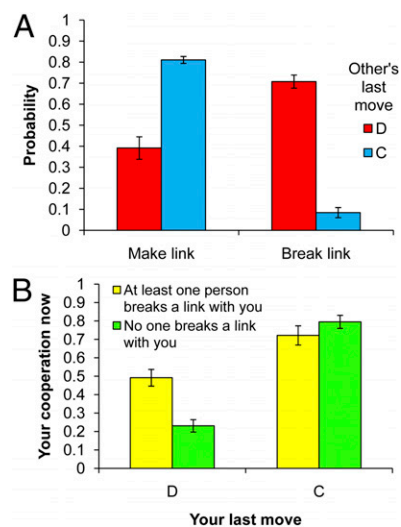 A
Probability
1
0.9
0.8
0.7
0.6
0.5
0.4
0.3
0.2
0.1
0
Make link
Break link
Other's
last
move
D
C
B
Your cooperation now
1
0.9
0.8
0.7
0.6
0.5
0.4
0.3
0.2
0.1
0
At least one person
breaks a link with you
No one breaks a link
with you
D
C
Your last move